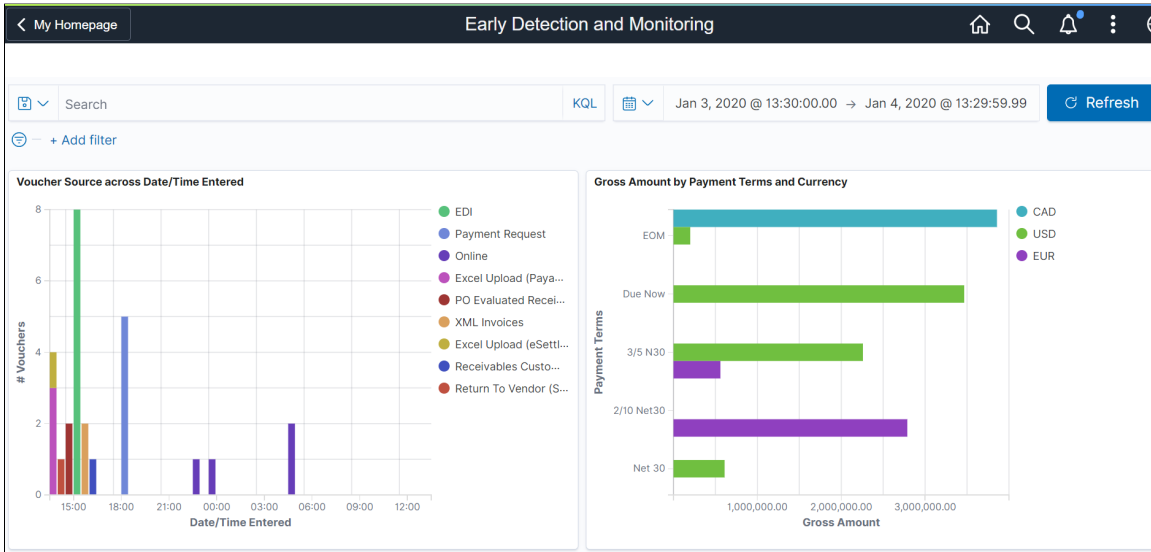 My Homepage
Early Detection and Monitoring
Search
KQL
Jan 3, 2020 @ 13:30:00.00 → Jan 4, 2020 @ 13:29:59.99
Refresh
+ Add filter
Voucher Source across Date/Time Entered
# Vouchers
8
6
4
2
0
15:00 18:00 21:00 00:00 03:00 06:00 09:00 12:00
Date/Time Entered
EDI
Payment Request
Online
Excel Upload (Paya...
PO Evaluated Recei...
XML Invoices
Excel Upload (eSettl...
Receivables Custo...
Return To Vendor (S...
Gross Amount by Payment Terms and Currency
Payment Terms
EOM
Due Now
3/5 N30
2/10 Net30
Net 30
1,000,000.00 2,000,000.00 3,000,000.00
Gross Amount
CAD
USD
EUR